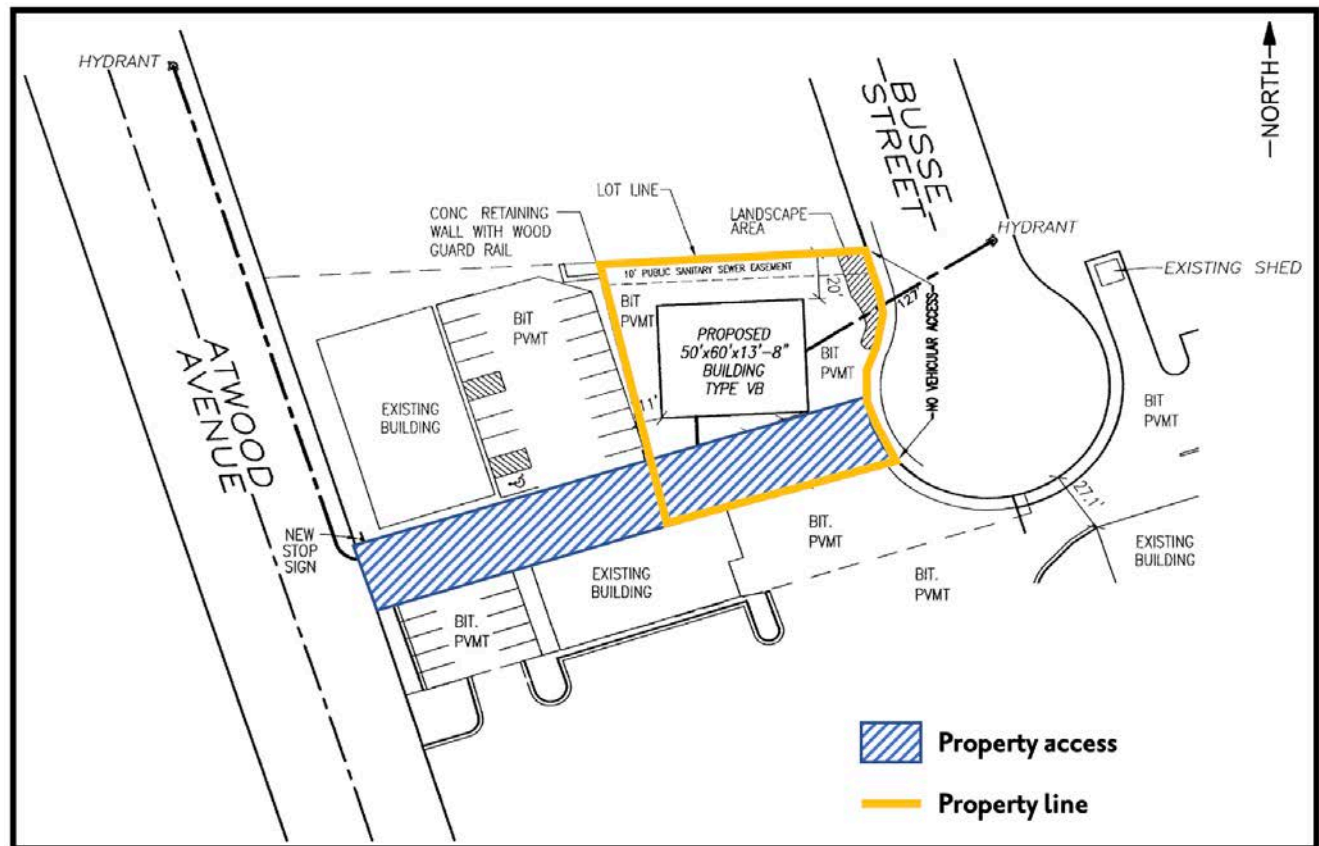 HYDRANT
BUSSE
STREET
—NORTH—
LOT LINE
CONC RETAINING
WALL WITH WOOD
GUARD RAIL
LANDSCAPE
AREA
HYDRANT
EXISTING SHED
10' PUBLIC SANITARY SEWER EASEMENT
20'
127'
NO VEHICULAR ACCESS
BIT
PVMT
BIT
PVMT
PROPOSED
50'x60'x13'-8"
BUILDING
TYPE VB
BIT
PVMT
BIT
PVMT
ATWOOD
AVENUE
EXISTING
BUILDING
11'
27.1'
NEW
STOP
SIGN
BIT.
PVMT
EXISTING
BUILDING
EXISTING
BUILDING
BIT.
PVMT
BIT.
PVMT
Property access
Property line